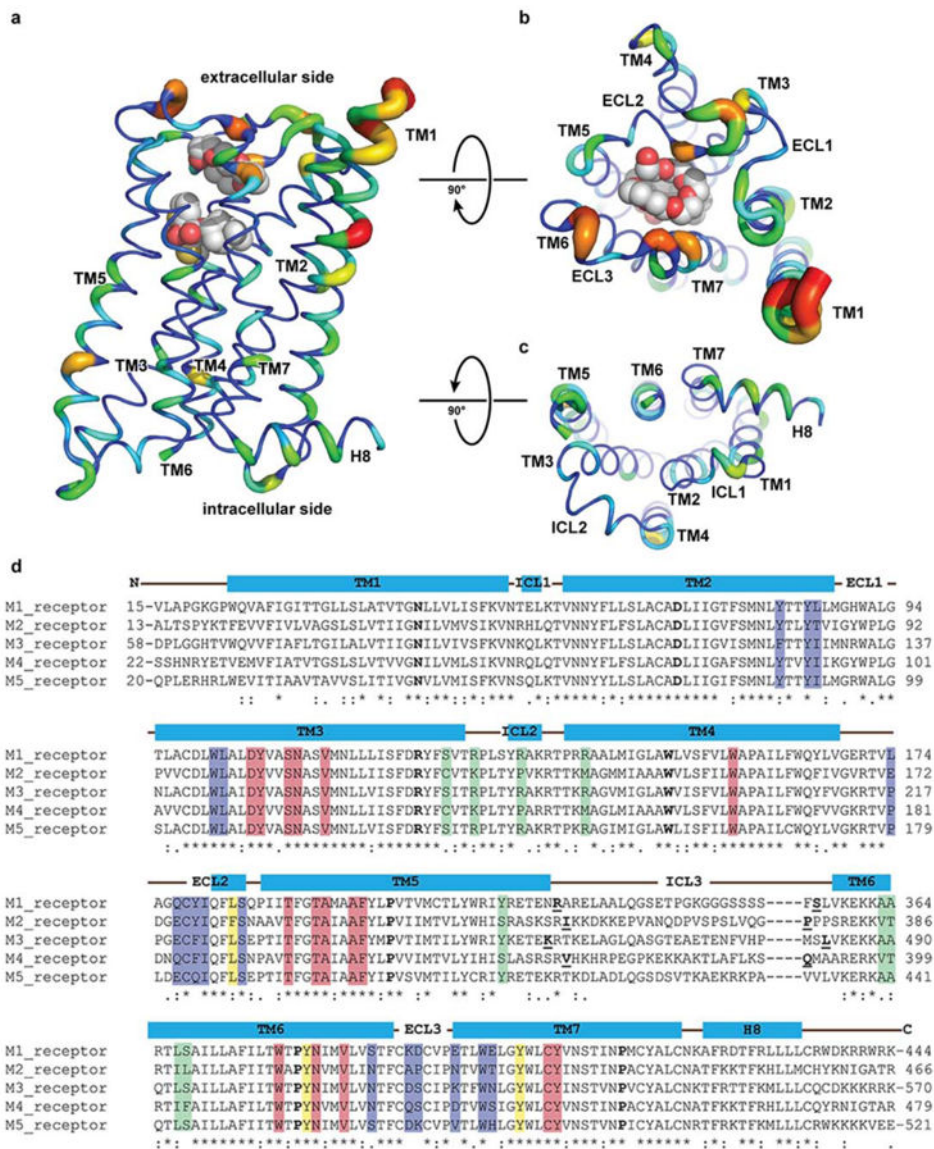 a
extracellular side
TM1
TM5
TM2
TM3
TM4
TM7
TM6
H8
intracellular side
90°
90°
b
TM4
TM3
ECL2
TM5
ECL1
TM2
TM6
ECL3
TM7
TM1
c
TM7
TM5
TM6
H8
TM3
TM2
ICL1
TM1
ICL2
TM4
d
N TM1 ICL1 TM2 ECL1
M1_receptor 15-VLAPGKGPWQVAFIGITTGLLSLATVTGNLLVLISFKVNTELKTVNNYFLLSLACADLIIGTFSMNLYTTYLLMGHWALG 94
M2_receptor 13-ALTSPYKTFEVVFIVLVAGSLSLVTIIGNILVMVSIKVNRHLQTVNNYFLFSLACADLIIGVFSMNLYTLYTVIGYWPLG 92
M3_receptor 58-DPLGGHTVWQVVFIAFLTGILALVTIIGNILVIVSFKVNKQLKTVNNYFLLSLACADLIIGVISMNLFTTYIIMNRWALG 137
M4_receptor 22-SSHNRYETVEMVFIATVTGSLSLVTVVGNILVMLSIKVNRQLQTVNNYFLFSLACADLIIGAFSMNLYTVYIIKGYWPLG 101
M5_receptor 20-QPLERHRLWEVITIAAVTAVVSLITIVGNVLVMISFKVNSQLKTVNNYYLLSLACADLIIGIFSMNLYTTYILMGRWALG 99
TM3 ICL2 TM4
M1_receptor TLACDLWLALDYVASNASVMNLLLISFDRYFSVTRPLSYRAKRTPRRAALMIGLAWLVSFVLWAPAILFWQYLVGERTVL 174
M2_receptor PVVCDLWLALDYVVSNASVMNLLIISFDRYFCVTKPLTYPVKRTTKMAGMMIAAAWVLSFILWAPAILFWQFIVGVRTVE 172
M3_receptor NLACDLWLAIDYVASNASVMNLLVISFDRYFSITRPLTYRAKRTTKRAGVMIGLAWVISFVLWAPAILFWQYFVGKRTVP 217
M4_receptor AVVCDLWLALDYVVSNASVMNLLIISFDRYFCVTKPLTYPARRTTKMAGLMIAAAWVLSFVLWAPAILFWQFVVGKRTVP 181
M5_receptor SLACDLWLALDYVASNASVMNLLVISFDRYFSITRPLTYRAKRTPKRAGIMIGLAWLISFILWAPAILCWQYLVGKRTVP 179
ECL2 TM5 ICL3 TM6
M1_receptor AGQCYIQFLSQPIITFGTAMAAFYLPVTVMCTLYWRIYRETENRARELAALQGSETPGKGGGSSSS----FSLVKEKKAA 364
M2_receptor DGECYIQFFSNAAVTFGTAIAAFYLPVIIMTVLYWHISRASKSRIKKDKKEPVANQDPVSPSLVQG----PPPSREKKVT 386
M3_receptor PGECFIQFLSEPTITFGTAIAAFYMPVTIMTILYWRIYKETEKRTKELAGLQASGTEAETENFVHP----MSLVKEKKAA 490
M4_receptor DNQCFIQFLSNPAVTFGTAIAAFYLPVVIMTVLYIHISLASRSRVHKHRPEGPKEKKAKTLAFLKS----QMAARERKVT 399
M5_receptor LDECQIQFLSEPTITFGTAIAAFYIPVSVMTILYCRIYRETEKRTKDLADLQGSDSVTKAEKRKPA----VVLVKERKAA 441
TM6 ECL3 TM7 H8 C
M1_receptor RTLSAILLAFILTWTPYNIMVLVSTFCKDCVPETLWELGYWLCYVNSTINPMCYALCNKAFRDTFRLLLLCRWDKRRWRK-444
M2_receptor RTILAILLAFIITWAPYNVMVLINTFCAPCIPNTVWTIGYWLCYINSTINPACYALCNATFKKTFKHLLMCHYKNIGATR 466
M3_receptor QTLSAILLAFIITWTPYNIMVLVNTFCDSCIPKTFWNLGYWLCYINSTVNPVCYALCNKTFRTTFKMLLLCQCDKKKRRK-570
M4_receptor RTIFAILLAFILTWTPYNVMVLVNTFCQSCIPDTVWSIGYWLCYVNSTINPACYALCNATFKKTFRHLLLCQYRNIGTAR 479
M5_receptor QTLSAILLAFIITWTPYNIMVLVSTFCDKCVPVTLWHLGYWLCYVNSTVNPICYALCNRTFRKTFKMLLLCRWKKKKVEE-521